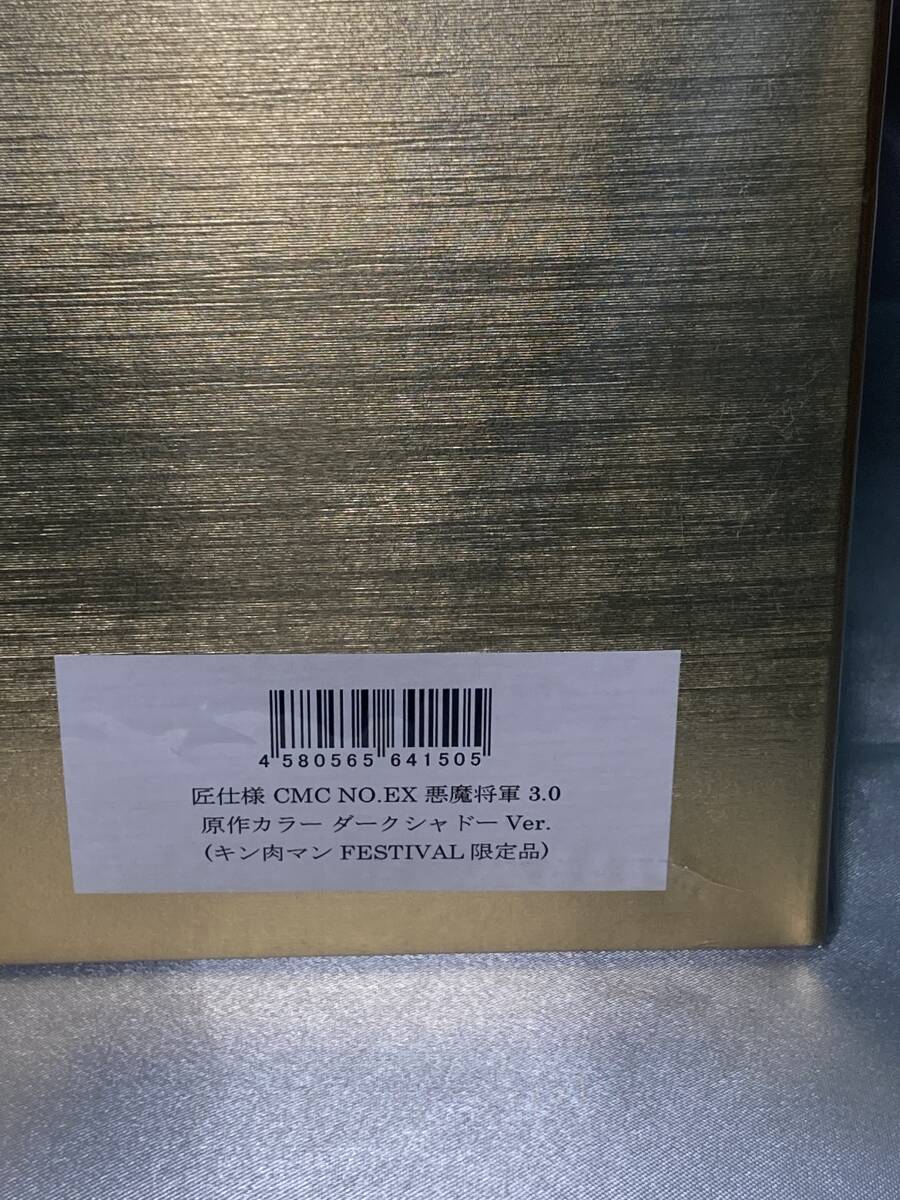 4 580565 641505
匠仕様 CMC NO.EX 悪魔将軍 3.0
原作カラー ダークシャドー Ver.
(キン肉マン FESTIVAL 限定品)